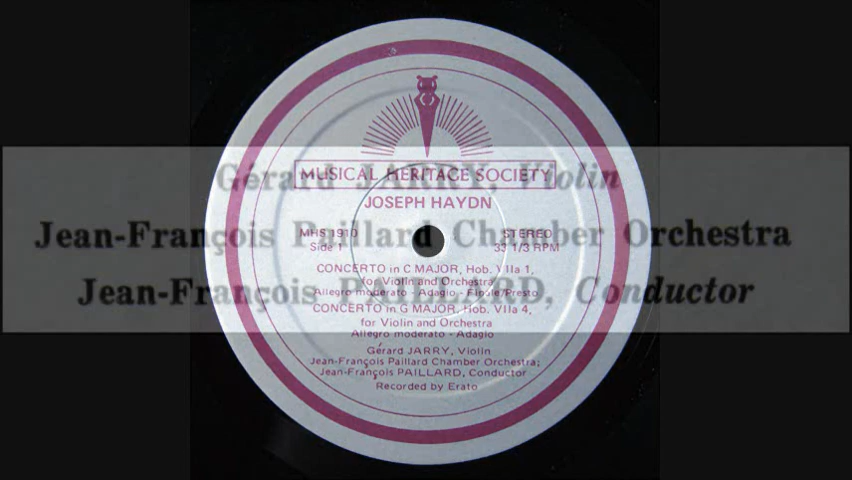 Gérard JARRY, Violin
Jean-François Paillard Chamber Orchestra
Jean-François PAILLARD, Conductor
MUSICAL HERITAGE SOCIETY
JOSEPH HAYDN
MHS 1910
Side 1
STEREO
33 1/3 RPM
CONCERTO in C MAJOR, Hob. VIIa 1,
for Violin and Orchestra
Allegro moderato - Adagio - Finale/Presto
CONCERTO in G MAJOR, Hob. VIIa 4,
for Violin and Orchestra
Allegro moderato - Adagio
Gérard JARRY, Violin
Jean-François Paillard Chamber Orchestra;
Jean-François PAILLARD, Conductor
Recorded by Erato